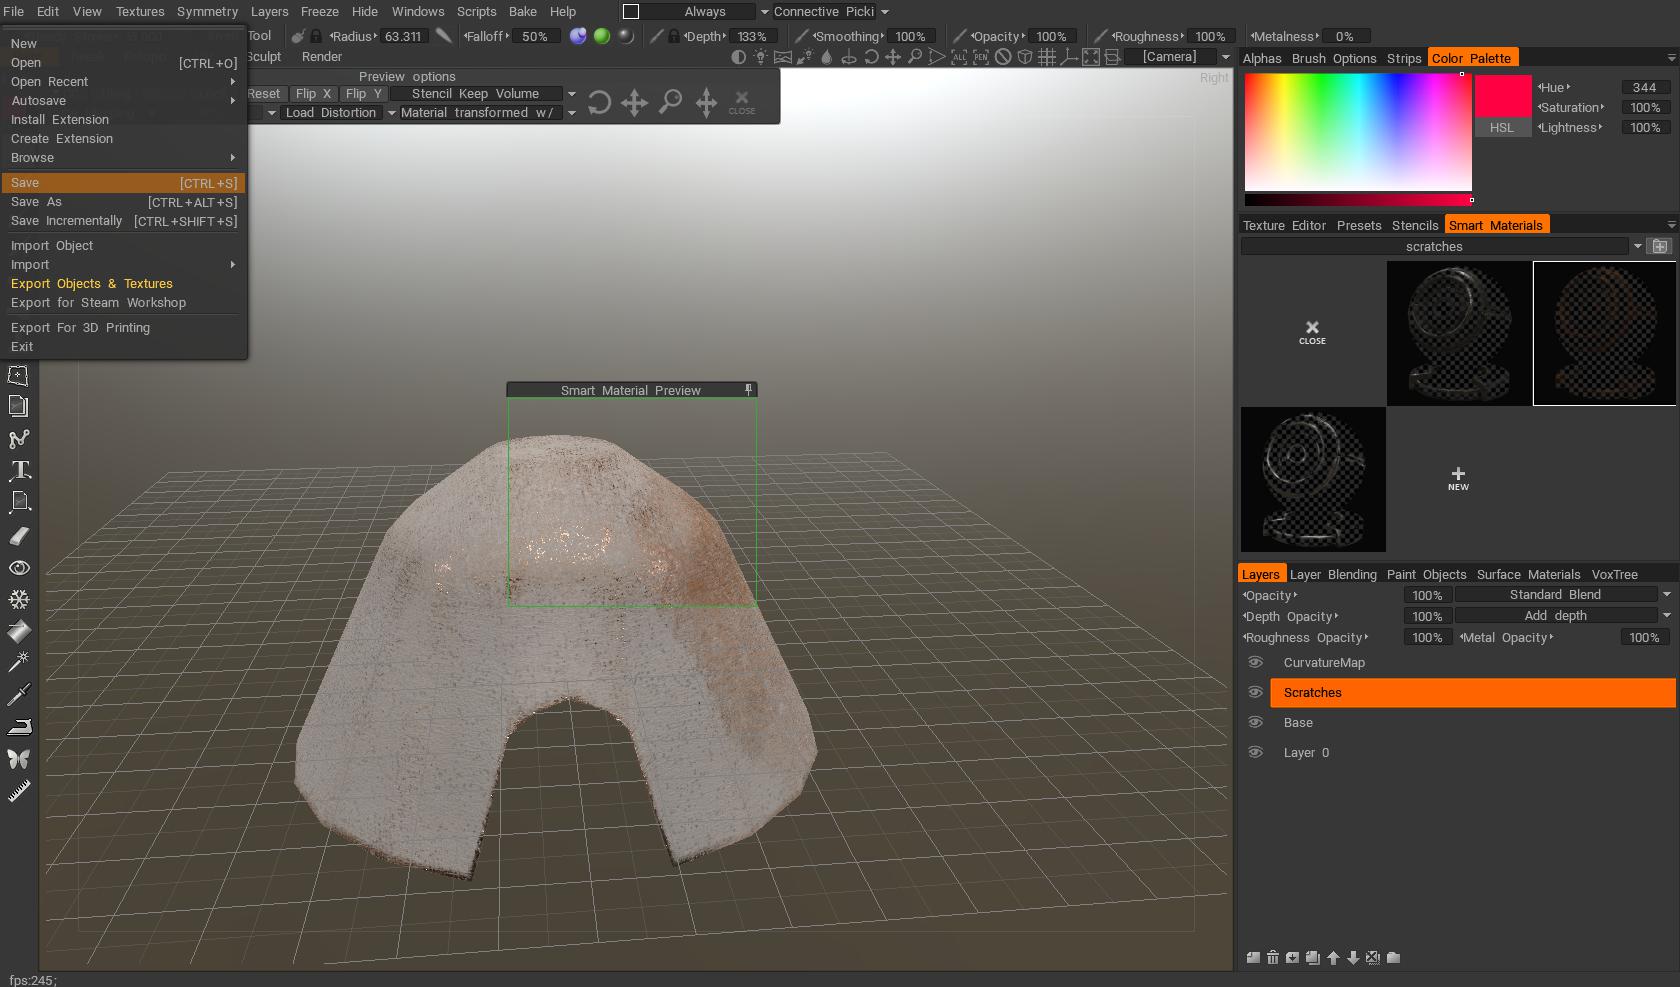 File Edit View Textures Symmetry Layers Freeze Hide Windows Scripts Bake Help Always Connective Picki
Tool Radius 63.311 Falloff 50% Depth 133% Smoothing 100% Opacity 100% Roughness 100% Metalness 0%
Sculpt Render ALL PEN [Camera]
New
Open [CTRL+O]
Open Recent
Autosave
Install Extension
Create Extension
Browse
Save [CTRL+S]
Save As [CTRL+ALT+S]
Save Incrementally [CTRL+SHIFT+S]
Import Object
Import
Export Objects & Textures
Export for Steam Workshop
Export For 3D Printing
Exit
Preview options
Reset Flip X Flip Y Stencil Keep Volume
Load Distortion Material transformed w/
CLOSE
Right
Smart Material Preview
Alphas Brush Options Strips Color Palette
Hue 344
Saturation 100%
HSL Lightness 100%
Texture Editor Presets Stencils Smart Materials
scratches
CLOSE
NEW
Layers Layer Blending Paint Objects Surface Materials VoxTree
Opacity 100% Standard Blend
Depth Opacity 100% Add depth
Roughness Opacity 100% Metal Opacity 100%
CurvatureMap
Scratches
Base
Layer 0
fps:245;